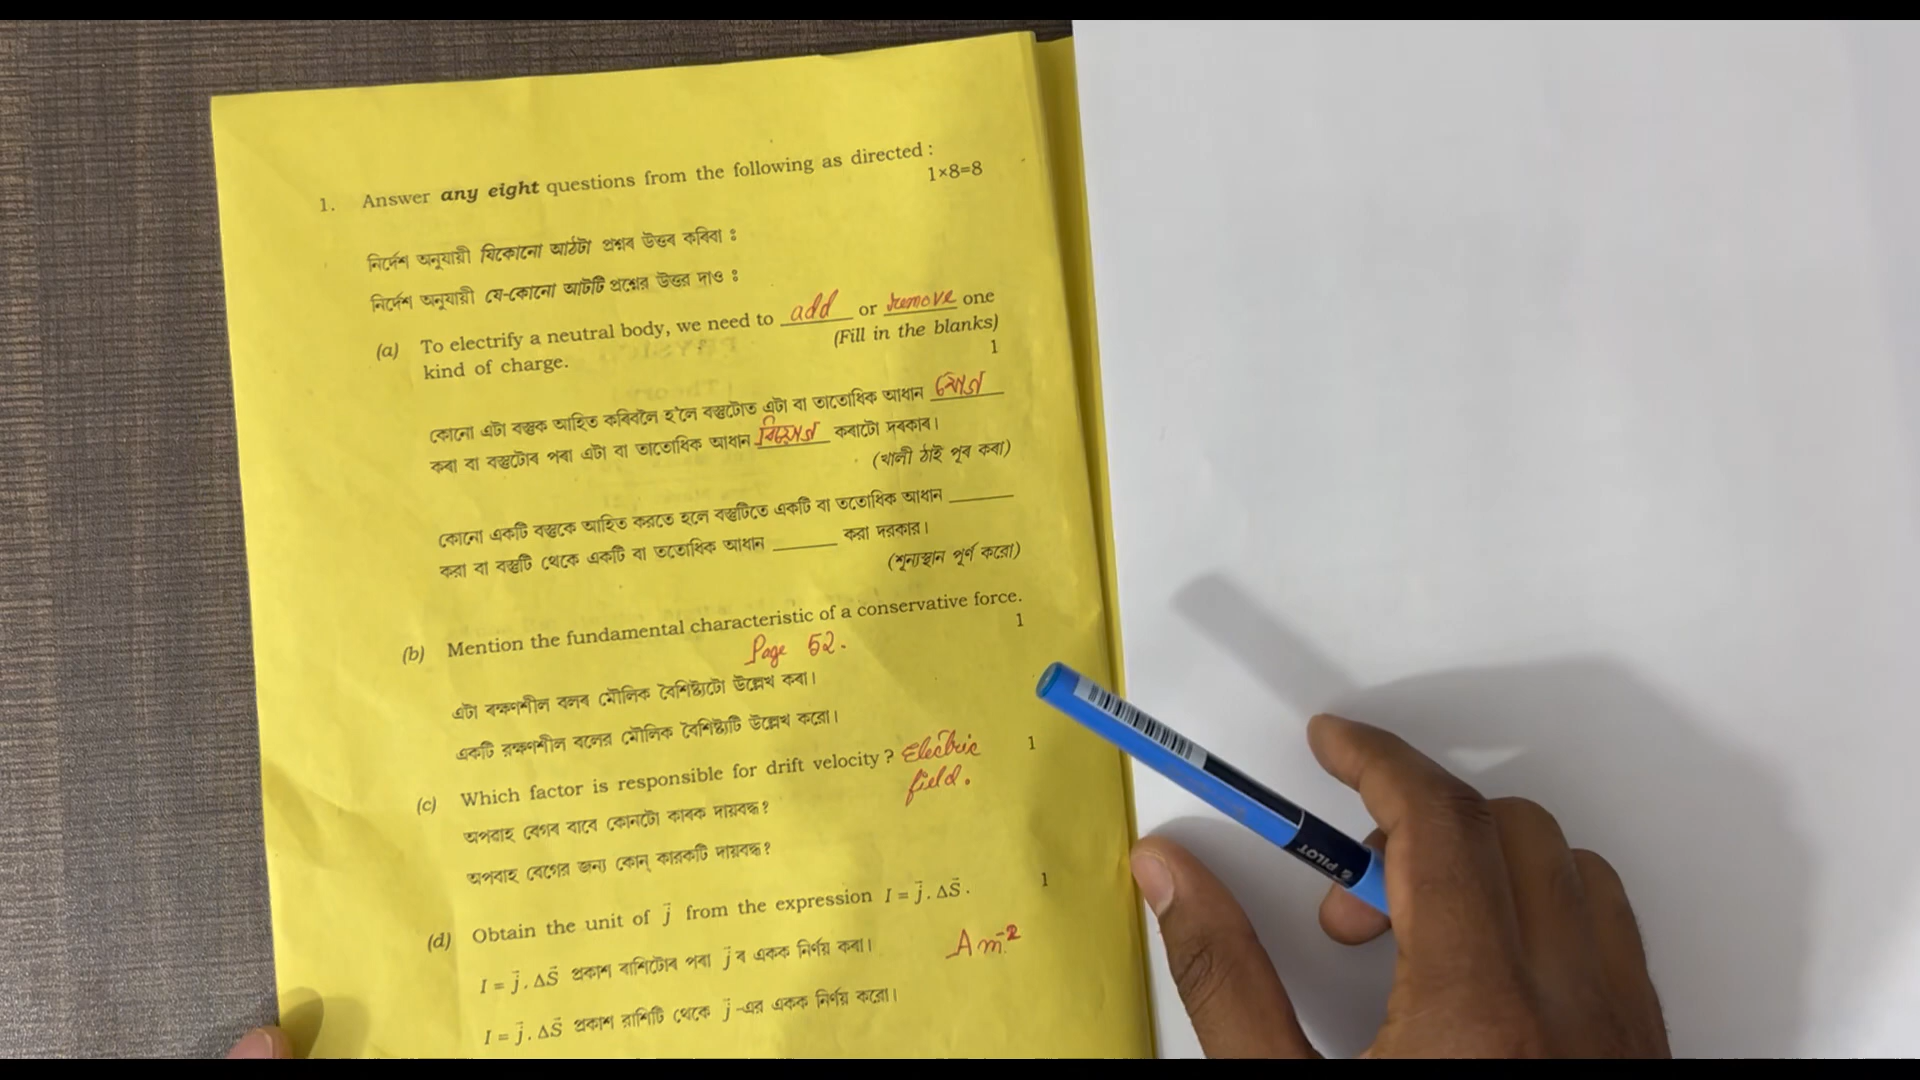 1. Answer any eight questions from the following as directed :
1×8=8
নিৰ্দেশ অনুযায়ী যিকোনো আঠটা প্ৰশ্নৰ উত্তৰ কৰিবা ঃ
নির্দেশ অনুযায়ী যে-কোনো আটটি প্রশ্নের উত্তর দাও ঃ
(a) To electrify a neutral body, we need to add or remove one
kind of charge. (Fill in the blanks)
1
কোনো এটা বস্তুক আহিত কৰিবলৈ হ'লে বস্তুটোত এটা বা তাতোধিক আধান যোগ
কৰা বা বস্তুটোৰ পৰা এটা বা তাতোধিক আধান বিয়োগ কৰাটো দৰকাৰ।
(খালী ঠাই পূৰ কৰা)
কোনো একটি বস্তুকে আহিত করতে হলে বস্তুটিতে একটি বা ততোধিক আধান ______
করা বা বস্তুটি থেকে একটি বা ততোধিক আধান ______ করা দরকার।
(শূন্যস্থান পূর্ণ করো)
(b) Mention the fundamental characteristic of a conservative force.
1
Page 52.
এটা ৰক্ষণশীল বলৰ মৌলিক বৈশিষ্ট্যটো উল্লেখ কৰা।
একটি রক্ষণশীল বলের মৌলিক বৈশিষ্ট্যটি উল্লেখ করো।
(c) Which factor is responsible for drift velocity? Electric 1
field.
অপবাহ বেগৰ বাবে কোনটো কাৰক দায়বদ্ধ?
অপবাহ বেগের জন্য কোন্ কারকটি দায়বদ্ধ?
(d) Obtain the unit of j⃗ from the expression I = j⃗ . ΔS⃗ . 1
Am⁻²
I = j⃗ . ΔS⃗ প্ৰকাশ ৰাশিটোৰ পৰা j⃗ ৰ একক নিৰ্ণয় কৰা।
I = j⃗ . ΔS⃗ প্রকাশ রাশিটি থেকে j⃗ -এর একক নির্ণয় করো।
PILOT